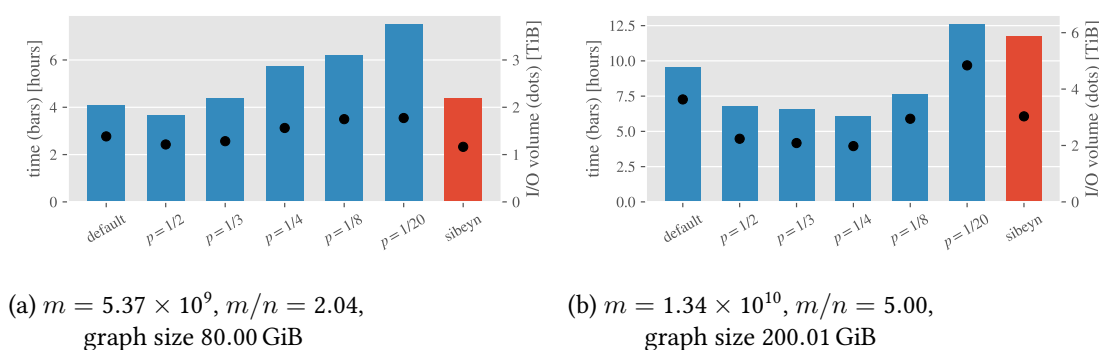 time (bars) [hours]
6
4
2
0
3
2
1
0
I/O volume (dots) [TiB]
default
p = 1/2
p = 1/3
p = 1/4
p = 1/8
p = 1/20
sibeyn
time (bars) [hours]
12.5
10.0
7.5
5.0
2.5
0.0
6
4
2
0
I/O volume (dots) [TiB]
default
p = 1/2
p = 1/3
p = 1/4
p = 1/8
p = 1/20
sibeyn
(a) m = 5.37 × 10⁹, m/n = 2.04,
graph size 80.00 GiB
(b) m = 1.34 × 10¹⁰, m/n = 5.00,
graph size 200.01 GiB